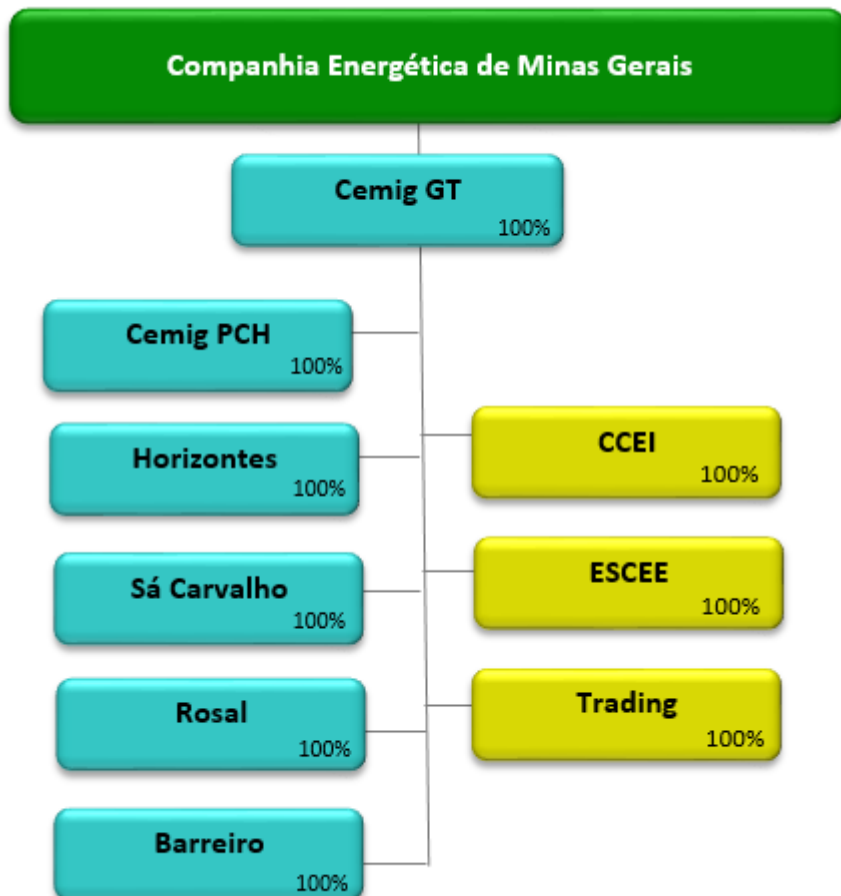 Companhia Energética de Minas Gerais
Cemig GT
100%
Cemig PCH
100%
Horizontes
100%
Sá Carvalho
100%
Rosal
100%
Barreiro
100%
CCEI
100%
ESCEE
100%
Trading
100%